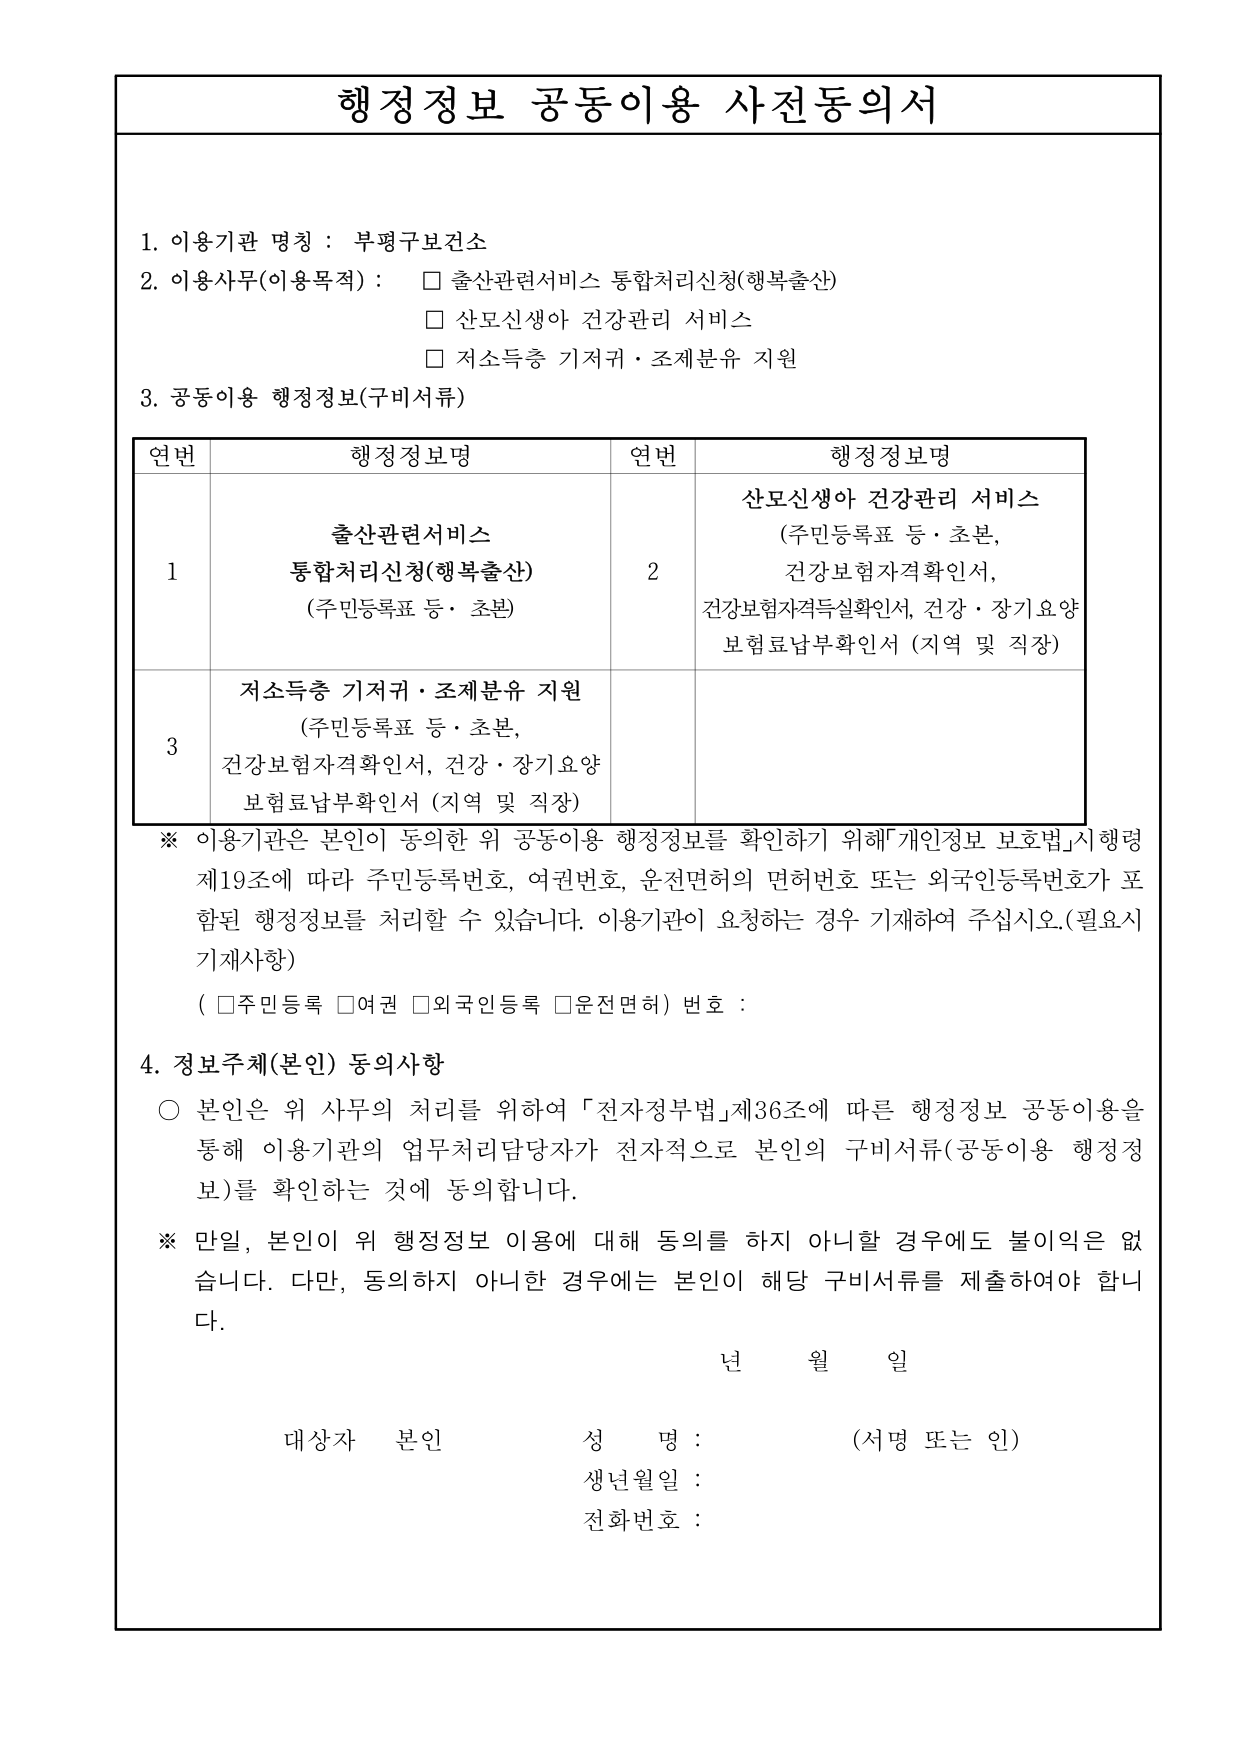 행정정보 공동이용 사전동의서
1. 이용기관 명칭 : 부평구보건소
2. 이용사무(이용목적) : □ 출산관련서비스 통합처리신청(행복출산)
□ 산모신생아 건강관리 서비스
□ 저소득층 기저귀·조제분유 지원
3. 공동이용 행정정보(구비서류)
연번 행정정보명 연번 행정정보명
1
출산관련서비스
통합처리신청(행복출산)
(주민등록표 등· 초본)
2
산모신생아 건강관리 서비스
(주민등록표 등·초본,
건강보험자격확인서,
건강보험자격득실확인서, 건강·장기요양
보험료납부확인서 (지역 및 직장)
3
저소득층 기저귀·조제분유 지원
(주민등록표 등·초본,
건강보험자격확인서, 건강·장기요양
보험료납부확인서 (지역 및 직장)
※ 이용기관은 본인이 동의한 위 공동이용 행정정보를 확인하기 위해「개인정보 보호법」시행령
제19조에 따라 주민등록번호, 여권번호, 운전면허의 면허번호 또는 외국인등록번호가 포
함된 행정정보를 처리할 수 있습니다. 이용기관이 요청하는 경우 기재하여 주십시오.(필요시
기재사항)
( □주민등록 □여권 □외국인등록 □운전면허) 번호 :
4. 정보주체(본인) 동의사항
○ 본인은 위 사무의 처리를 위하여 「전자정부법」제36조에 따른 행정정보 공동이용을
통해 이용기관의 업무처리담당자가 전자적으로 본인의 구비서류(공동이용 행정정
보)를 확인하는 것에 동의합니다.
※ 만일, 본인이 위 행정정보 이용에 대해 동의를 하지 아니할 경우에도 불이익은 없
습니다. 다만, 동의하지 아니한 경우에는 본인이 해당 구비서류를 제출하여야 합니
다.
년 월 일
대상자 본인 성 명 : (서명 또는 인)
생년월일 :
전화번호 :